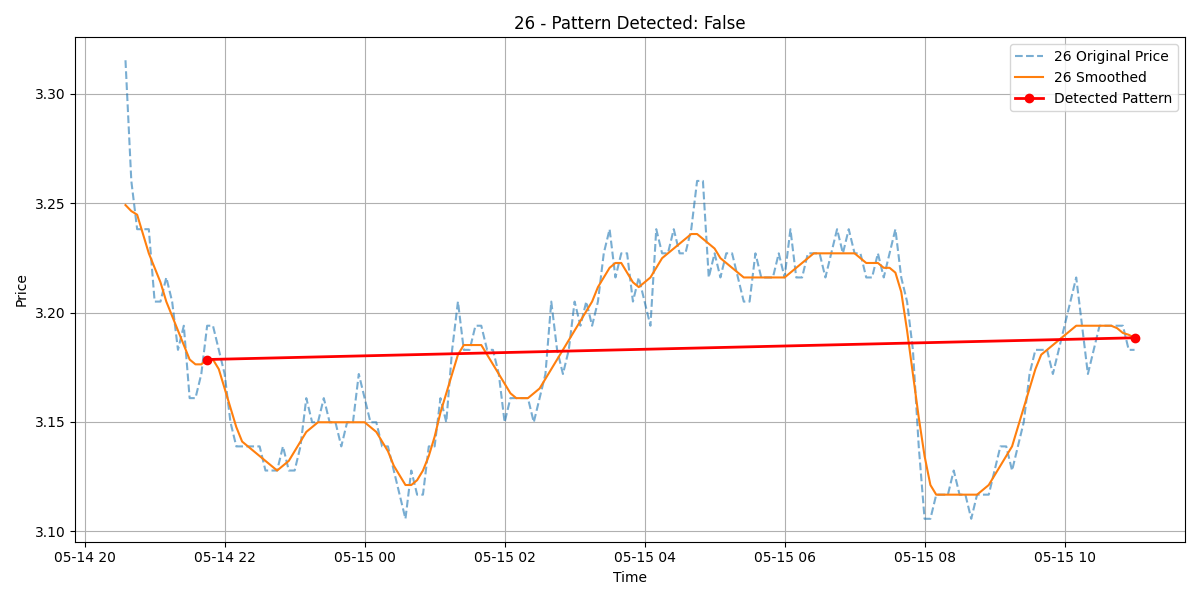 26 - Pattern Detected: False
26 Original Price
26 Smoothed
Detected Pattern
Price
3.30
3.25
3.20
3.15
3.10
05-14 20 05-14 22 05-15 00 05-15 02 05-15 04 05-15 06 05-15 08 05-15 10
Time